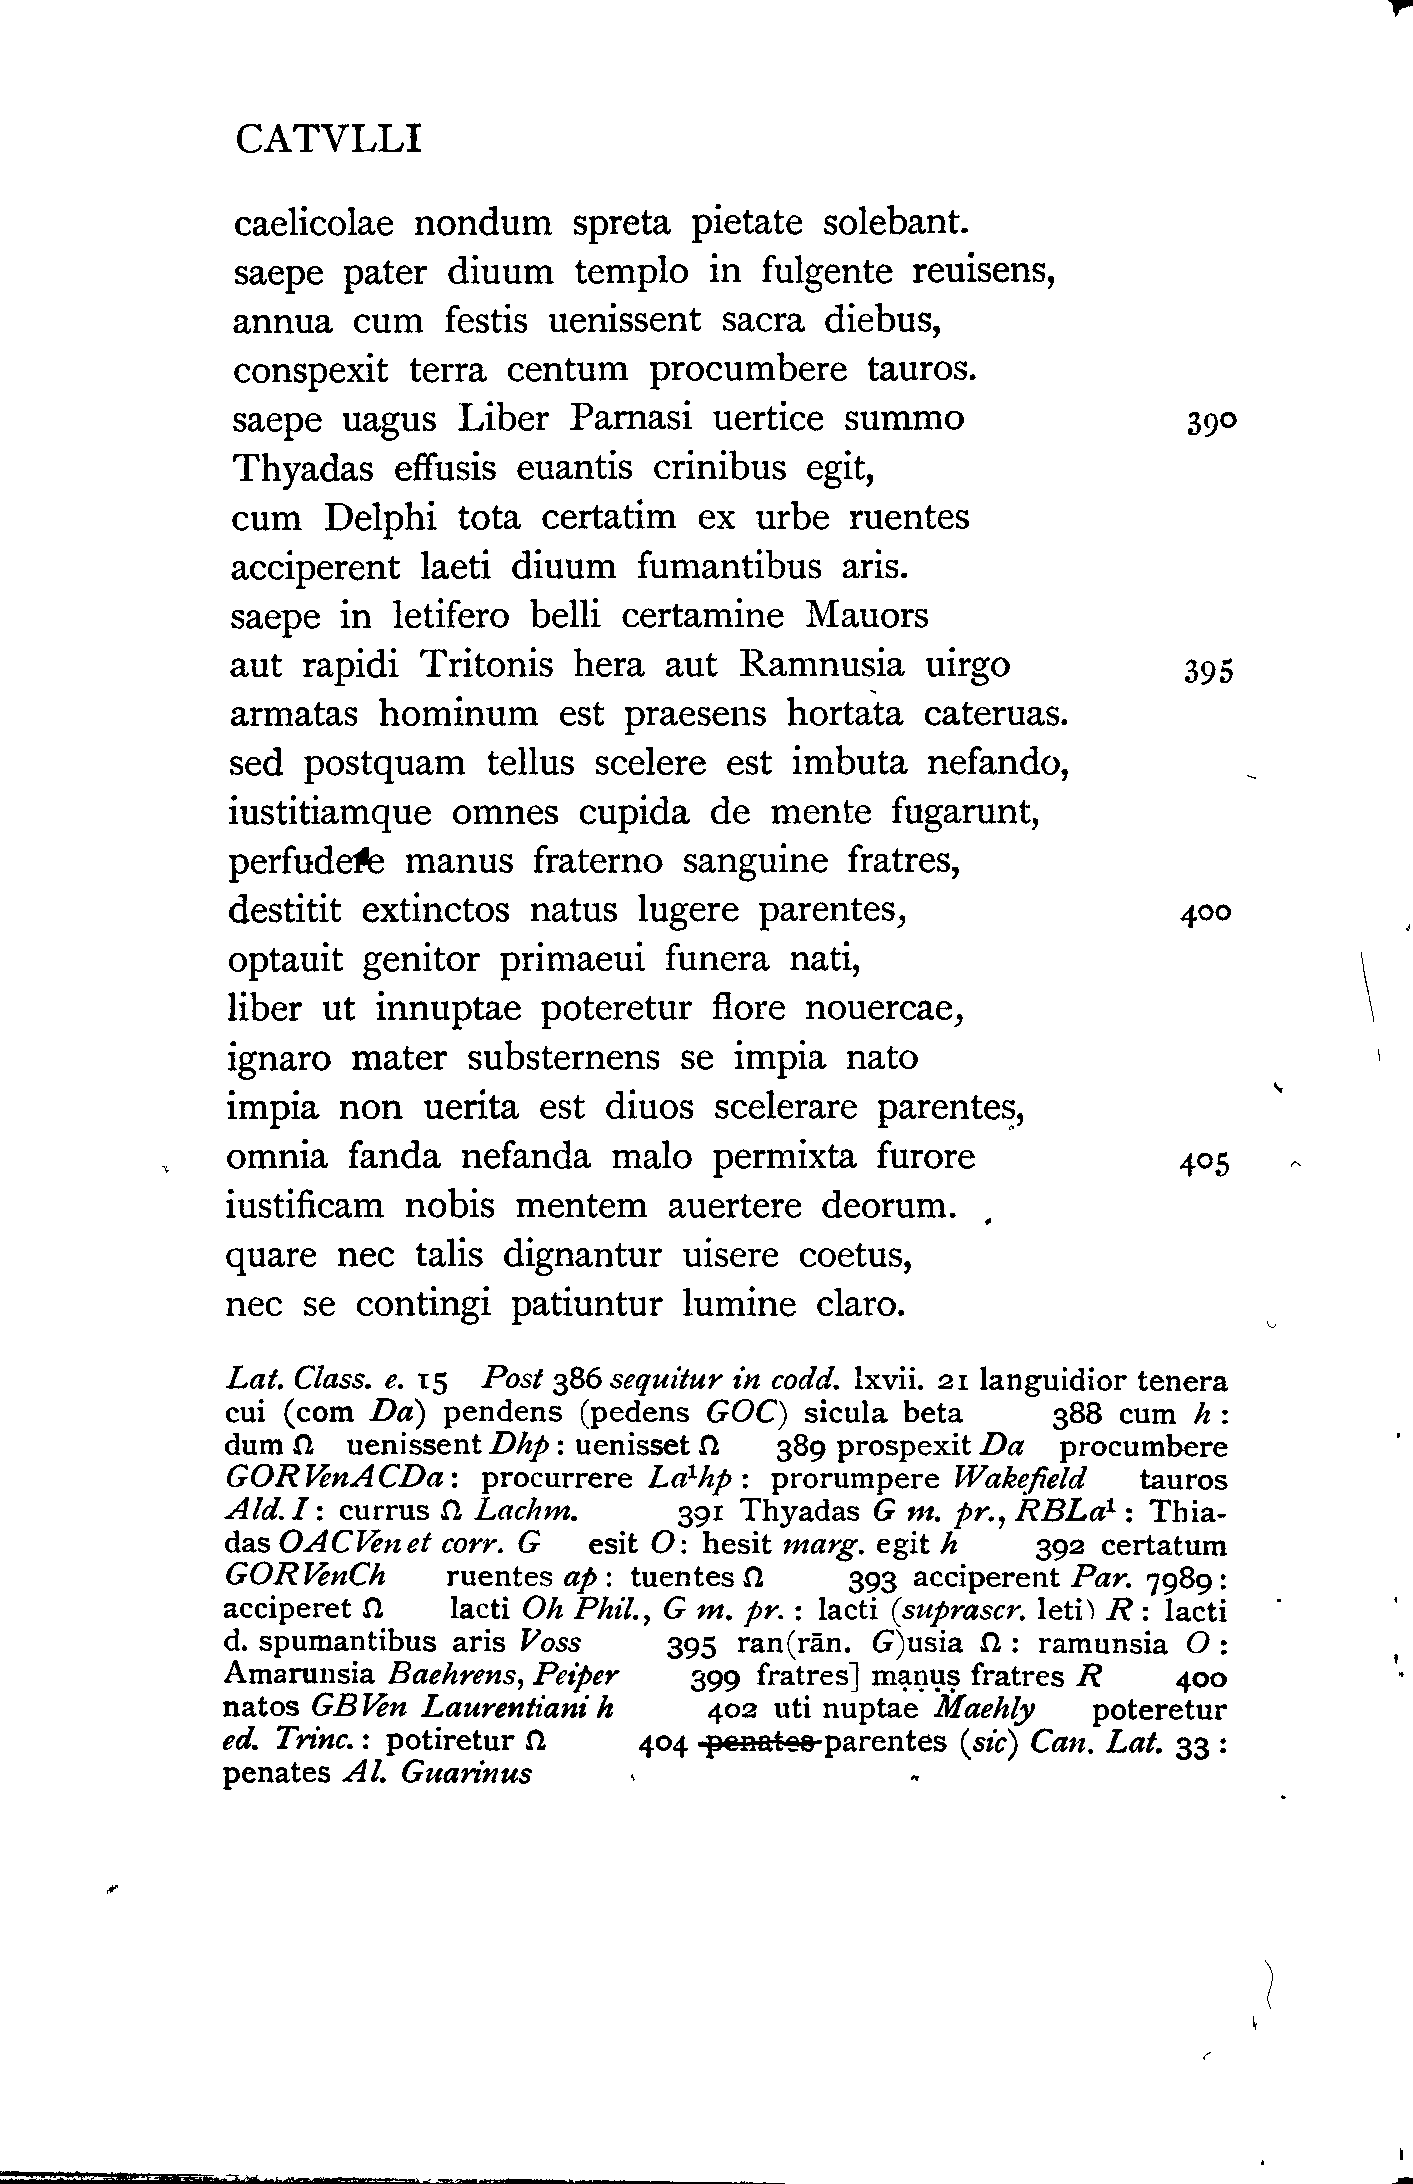 CATVLLI
caelicolae nondum spreta pietate solebant.
saepe pater diuum templo in fulgente reuisens,
annua cum festis uenissent sacra diebus,
conspexit terra centum procumbere tauros.
saepe uagus Liber Parnasi uertice summo 390
Thyadas effusis euantis crinibus egit,
cum Delphi tota certatim ex urbe ruentes
acciperent laeti diuum fumantibus aris.
saepe in letifero belli certamine Mauors
aut rapidi Tritonis hera aut Ramnusia uirgo 395
armatas hominum est praesens hortata cateruas.
sed postquam tellus scelere est imbuta nefando,
iustitiamque omnes cupida de mente fugarunt,
perfudere manus fraterno sanguine fratres,
destitit extinctos natus lugere parentes, 400
optauit genitor primaeui funera nati,
liber ut innuptae poteretur flore nouercae,
ignaro mater substernens se impia nato
impia non uerita est diuos scelerare parentes,
omnia fanda nefanda malo permixta furore 405
iustificam nobis mentem auertere deorum.
quare nec talis dignantur uisere coetus,
nec se contingi patiuntur lumine claro.
Lat. Class. e. 15 Post 386 sequitur in codd. lxvii. 21 languidior tenera
cui (com Da) pendens (pedens GOC) sicula beta 388 cum h :
dum Ω uenissent Dhp : uenisset Ω 389 prospexit Da procumbere
GORVenACDa : procurrere La¹hp : prorumpere Wakefield tauros
Ald. I : currus Ω Lachm. 391 Thyadas G m. pr., RBLa¹ : Thia-
das OACVen et corr. G esit O : hesit marg. egit h 392 certatum
GORVenCh ruentes ap : tuentes Ω 393 acciperent Par. 7989 :
acciperet Ω lacti Oh Phil., G m. pr. : lacti (suprascr. leti) R : lacti
d. spumantibus aris Voss 395 ran(rān. G)usia Ω : ramunsia O :
Amarunsia Baehrens, Peiper 399 fratres] ma̤ṇụṣ fratres R 400
natos GBVen Laurentiani h 402 uti nuptae Maehly poteretur
ed. Trinc. : potiretur Ω 404 penates parentes (sic) Can. Lat. 33 :
penates Al. Guarinus